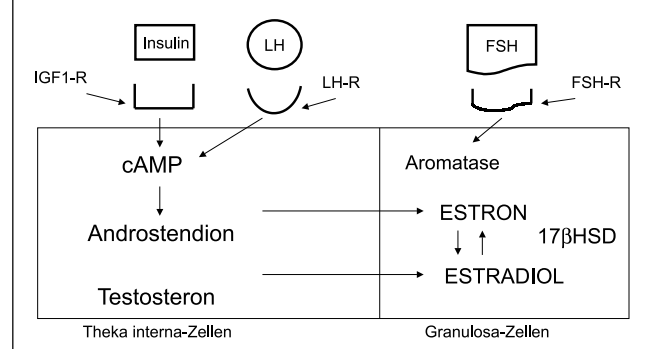 Insulin
LH
FSH
IGF1-R
LH-R
FSH-R
cAMP
Aromatase
Androstendion
ESTRON
17βHSD
ESTRADIOL
Testosteron
Theka interna-Zellen
Granulosa-Zellen